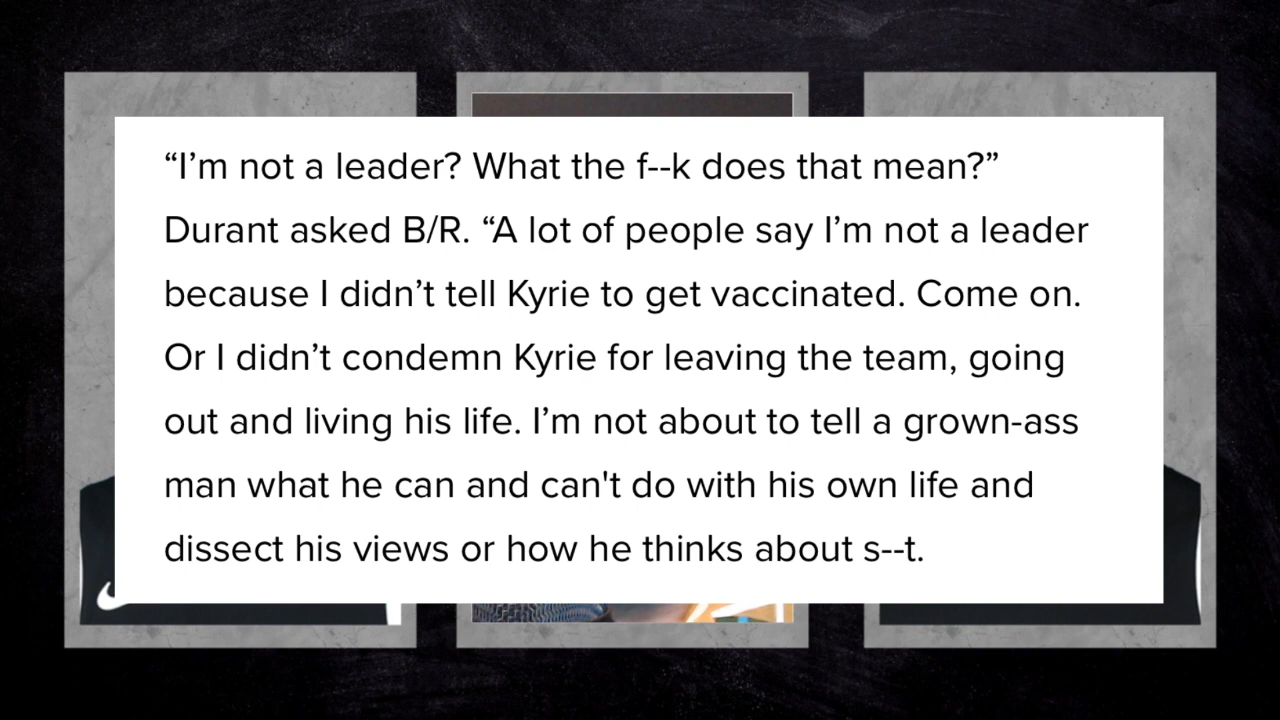 “I’m not a leader? What the f--k does that mean?”
Durant asked B/R. “A lot of people say I’m not a leader
because I didn’t tell Kyrie to get vaccinated. Come on.
Or I didn’t condemn Kyrie for leaving the team, going
out and living his life. I’m not about to tell a grown-ass
man what he can and can't do with his own life and
dissect his views or how he thinks about s--t.